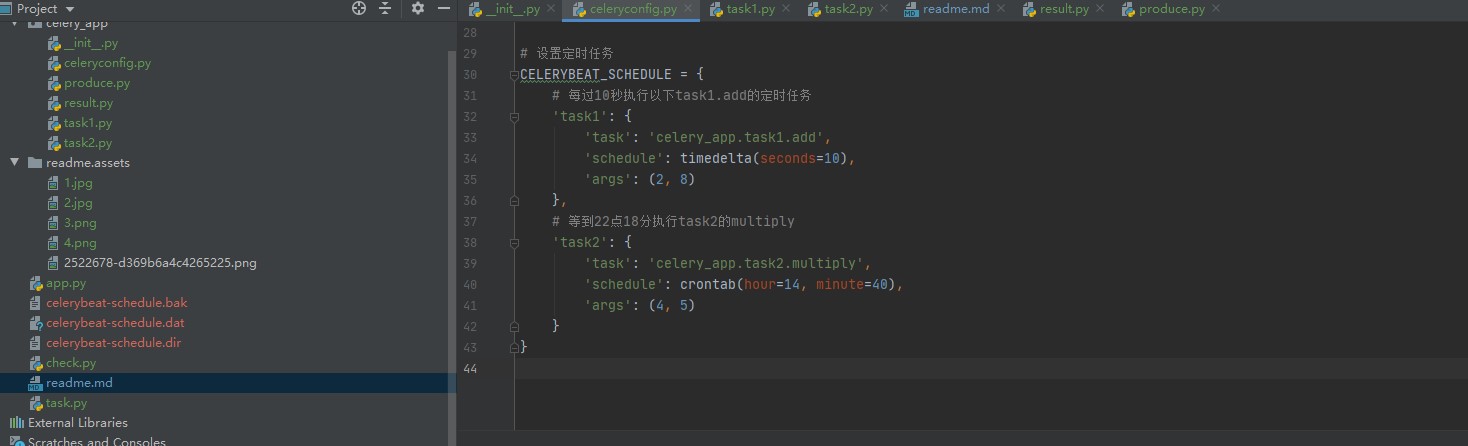 Project
celery_app
__init__.py
celeryconfig.py
produce.py
result.py
task1.py
task2.py
readme.assets
1.jpg
2.jpg
3.png
4.png
2522678-d369b6a4c4265225.png
app.py
celerybeat-schedule.bak
celerybeat-schedule.dat
celerybeat-schedule.dir
check.py
readme.md
task.py
External Libraries
Scratches and Consoles
__init__.py celeryconfig.py task1.py task2.py readme.md result.py produce.py
28
29 # 设置定时任务
30 CELERYBEAT_SCHEDULE = {
31 # 每过10秒执行以下task1.add的定时任务
32 'task1': {
33 'task': 'celery_app.task1.add',
34 'schedule': timedelta(seconds=10),
35 'args': (2, 8)
36 },
37 # 等到22点18分执行task2的multiply
38 'task2': {
39 'task': 'celery_app.task2.multiply',
40 'schedule': crontab(hour=14, minute=40),
41 'args': (4, 5)
42 }
43 }
44